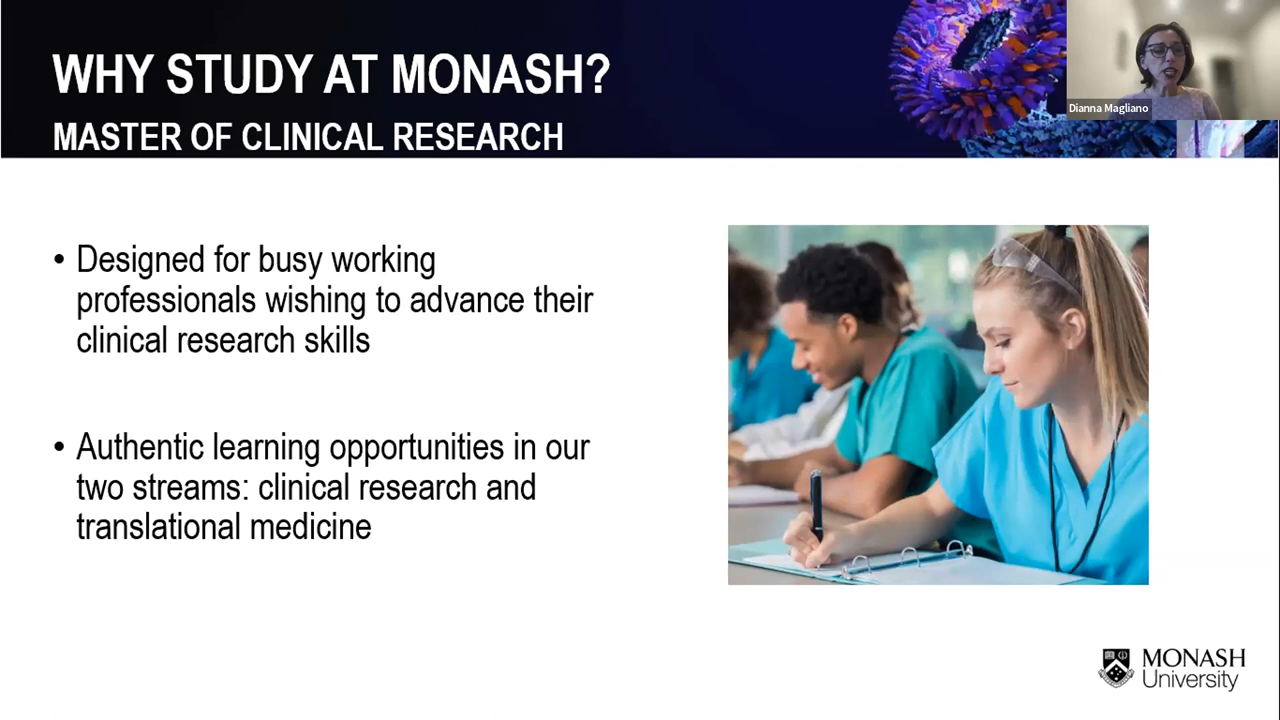 WHY STUDY AT MONASH?
MASTER OF CLINICAL RESEARCH
Dianna Magliano
• Designed for busy working
professionals wishing to advance their
clinical research skills
• Authentic learning opportunities in our
two streams: clinical research and
translational medicine
MONASH
University